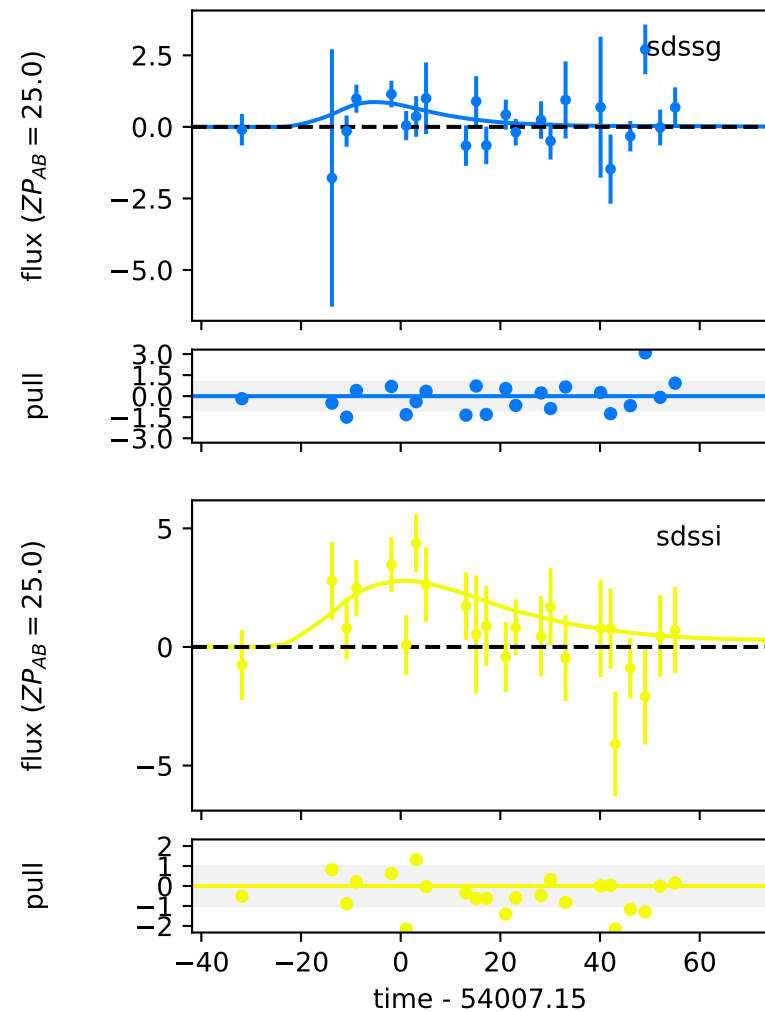 sdssg
flux (ZP_AB = 25.0)
2.5
0.0
−2.5
−5.0
pull
3.0
1.5
0.0
−1.5
−3.0
sdssi
flux (ZP_AB = 25.0)
5
0
−5
pull
2
1
0
−1
−2
−40 −20 0 20 40 60
time - 54007.15